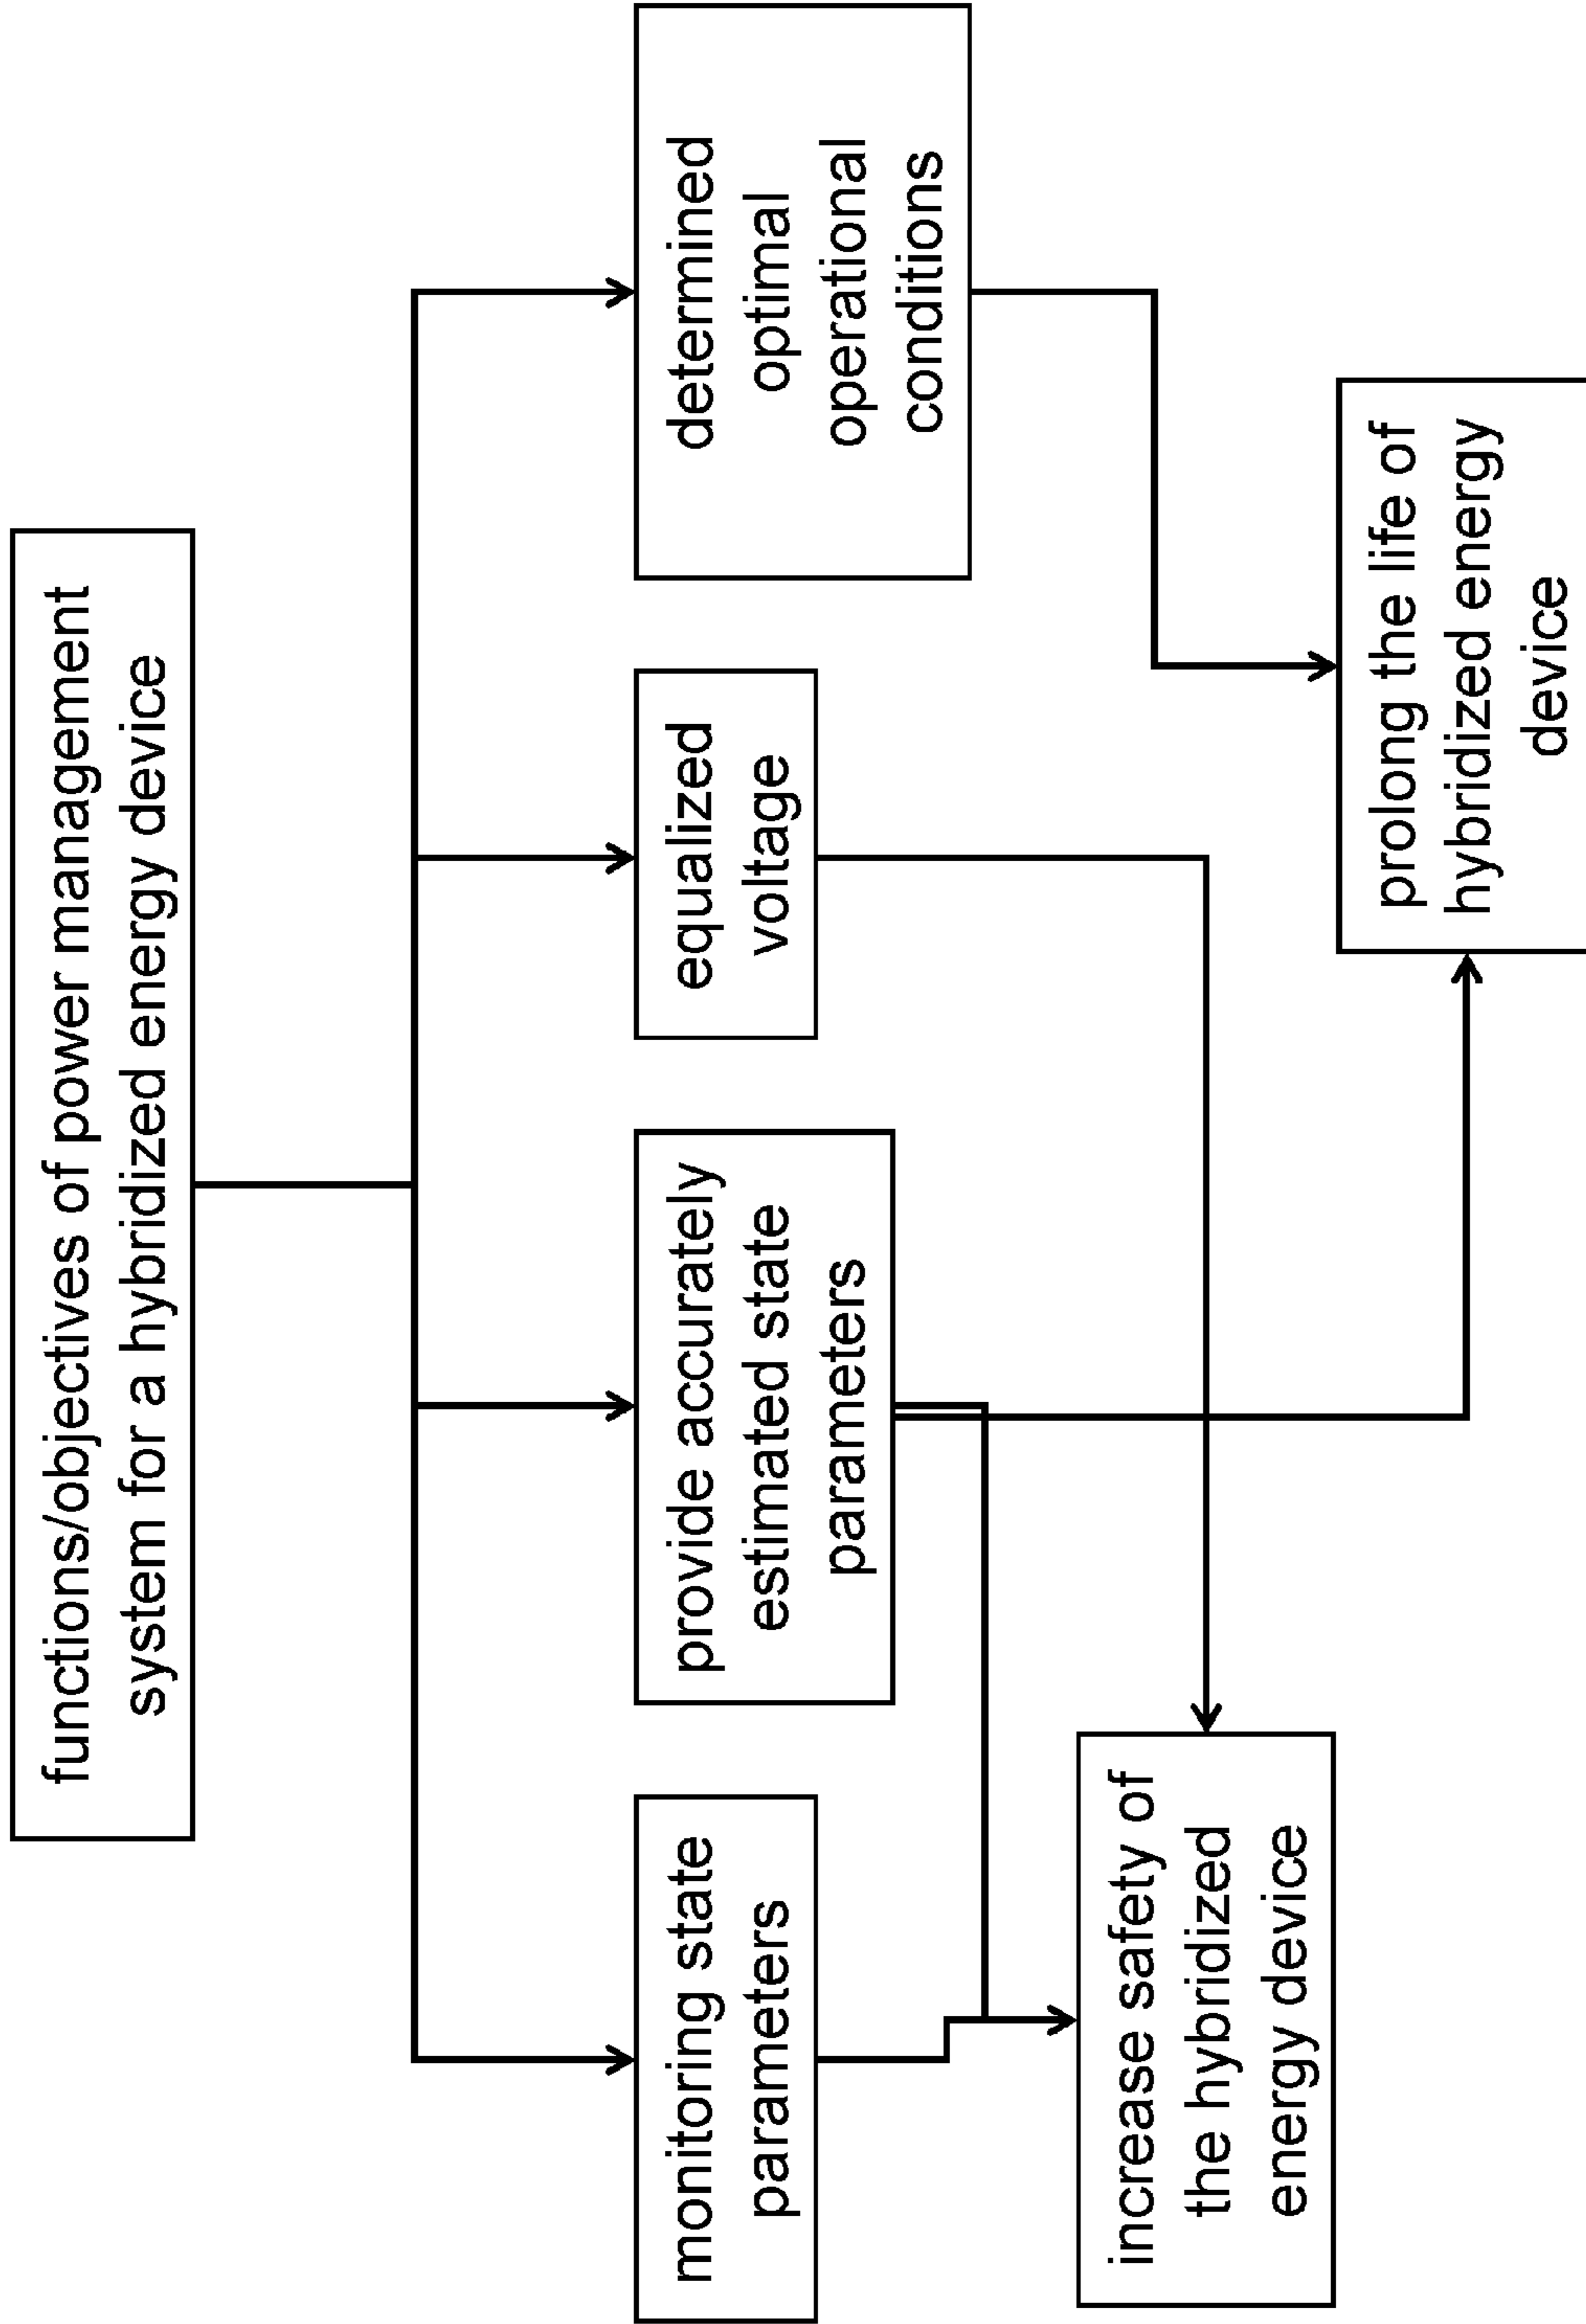 functions/objectives of power management
system for a hybridized energy device
monitoring state
parameters
provide accurately
estimated state
parameters
equalized
voltage
determined
optimal
operational
conditions
increase safety of
the hybridized
energy device
prolong the life of
hybridized energy
device